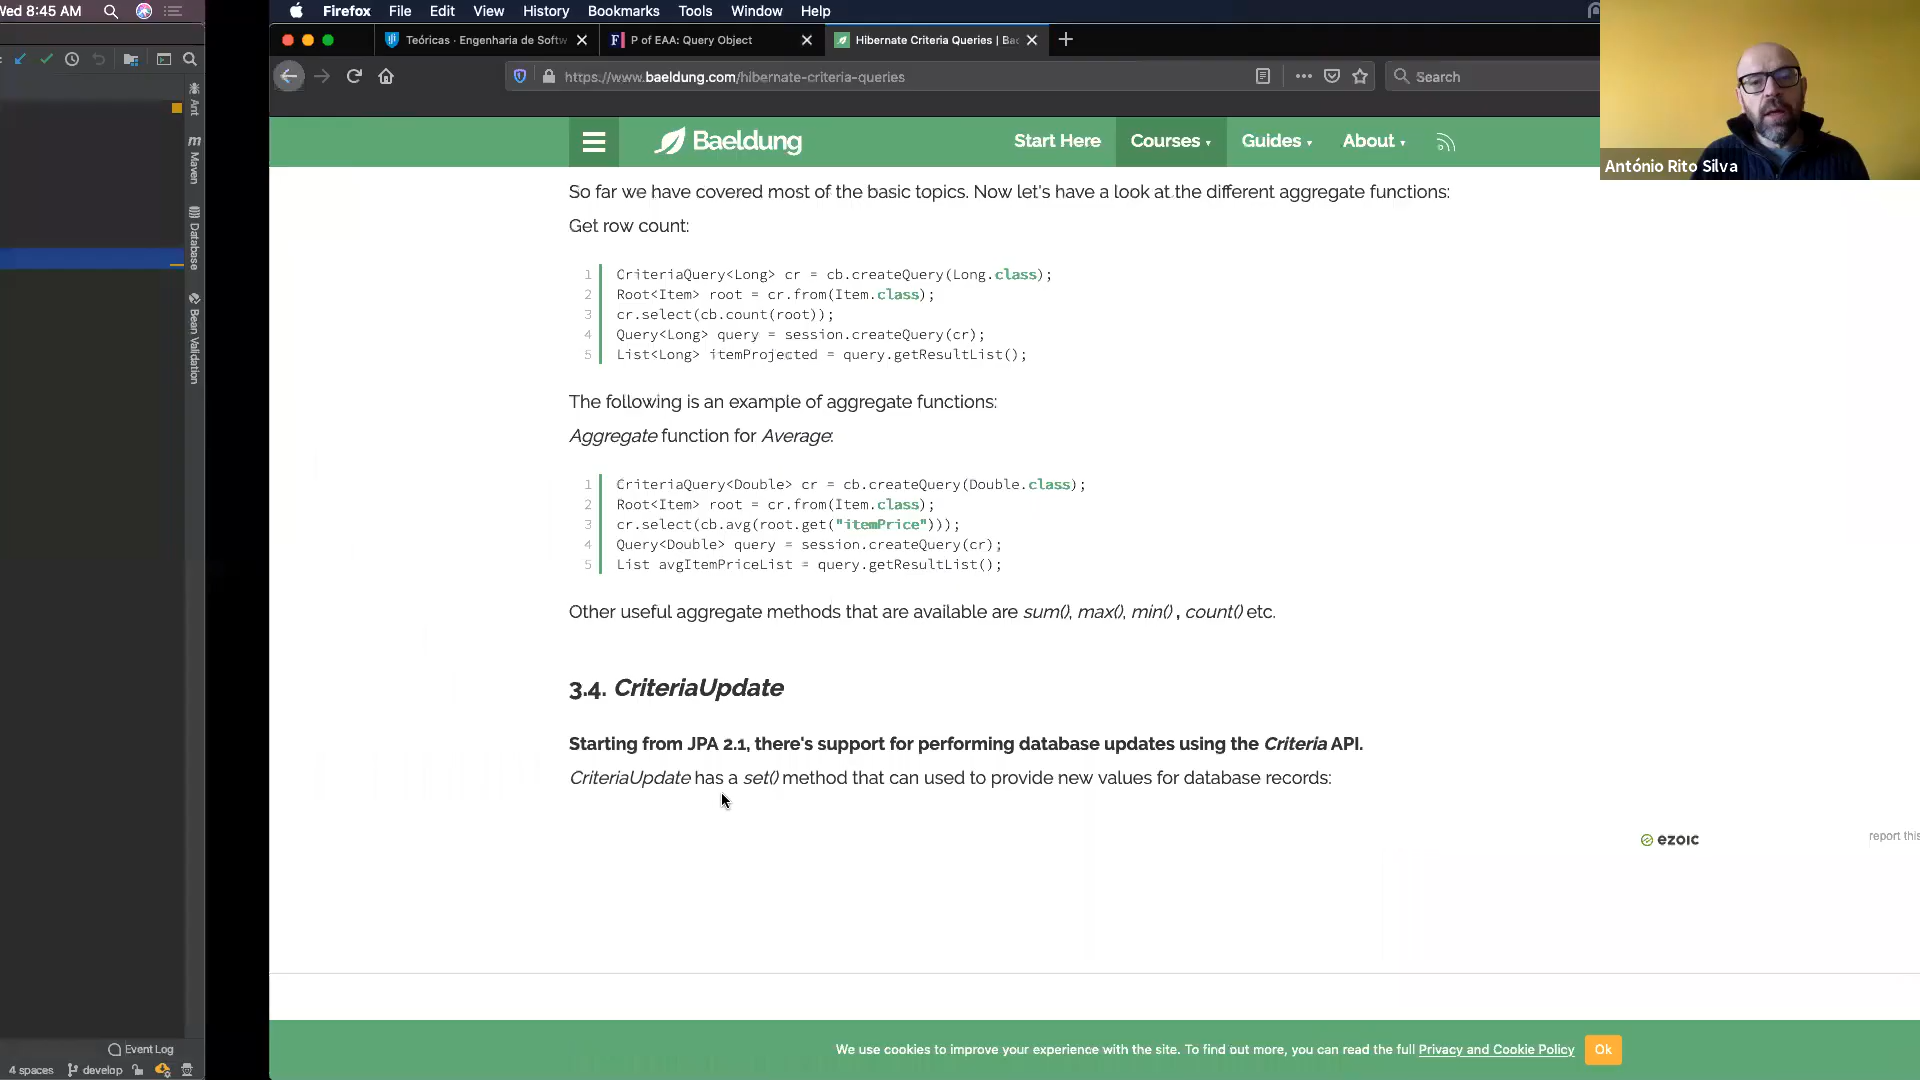 Wed 8:45 AM
Firefox File Edit View History Bookmarks Tools Window Help
Teóricas · Engenharia de Softw
P of EAA: Query Object
Hibernate Criteria Queries | Bae
https://www.baeldung.com/hibernate-criteria-queries
Search
António Rito Silva
Ant
Maven
Database
Bean Validation
Baeldung
Start Here
Courses
Guides
About
So far we have covered most of the basic topics. Now let's have a look at the different aggregate functions:
Get row count:
1 CriteriaQuery<Long> cr = cb.createQuery(Long.class);
2 Root<Item> root = cr.from(Item.class);
3 cr.select(cb.count(root));
4 Query<Long> query = session.createQuery(cr);
5 List<Long> itemProjected = query.getResultList();
The following is an example of aggregate functions:
Aggregate function for Average:
1 CriteriaQuery<Double> cr = cb.createQuery(Double.class);
2 Root<Item> root = cr.from(Item.class);
3 cr.select(cb.avg(root.get("itemPrice")));
4 Query<Double> query = session.createQuery(cr);
5 List avgItemPriceList = query.getResultList();
Other useful aggregate methods that are available are sum(), max(), min() , count() etc.
3.4. CriteriaUpdate
Starting from JPA 2.1, there's support for performing database updates using the Criteria API.
CriteriaUpdate has a set() method that can used to provide new values for database records:
ezoic
report this
We use cookies to improve your experience with the site. To find out more, you can read the full Privacy and Cookie Policy
Ok
Event Log
4 spaces
develop